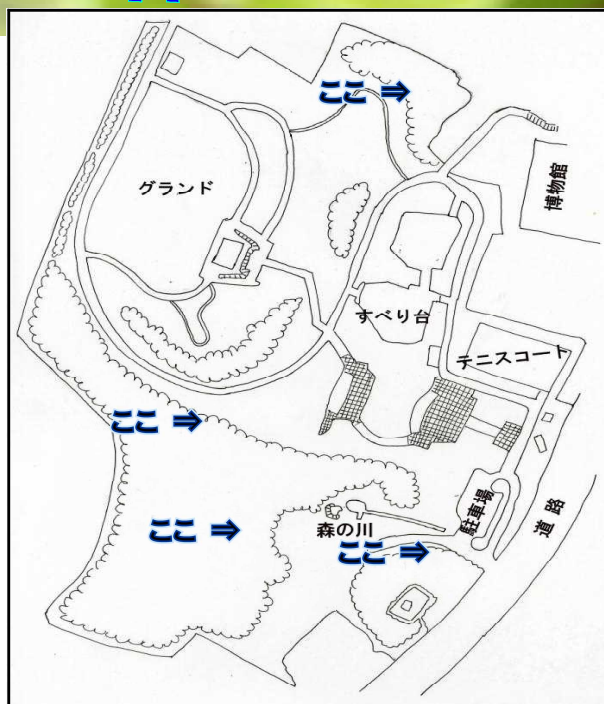 ここ ⇒
グランド
博物館
すべり台
テニスコート
ここ ⇒
ここ ⇒
森の川
ここ ⇒
駐車場
道路